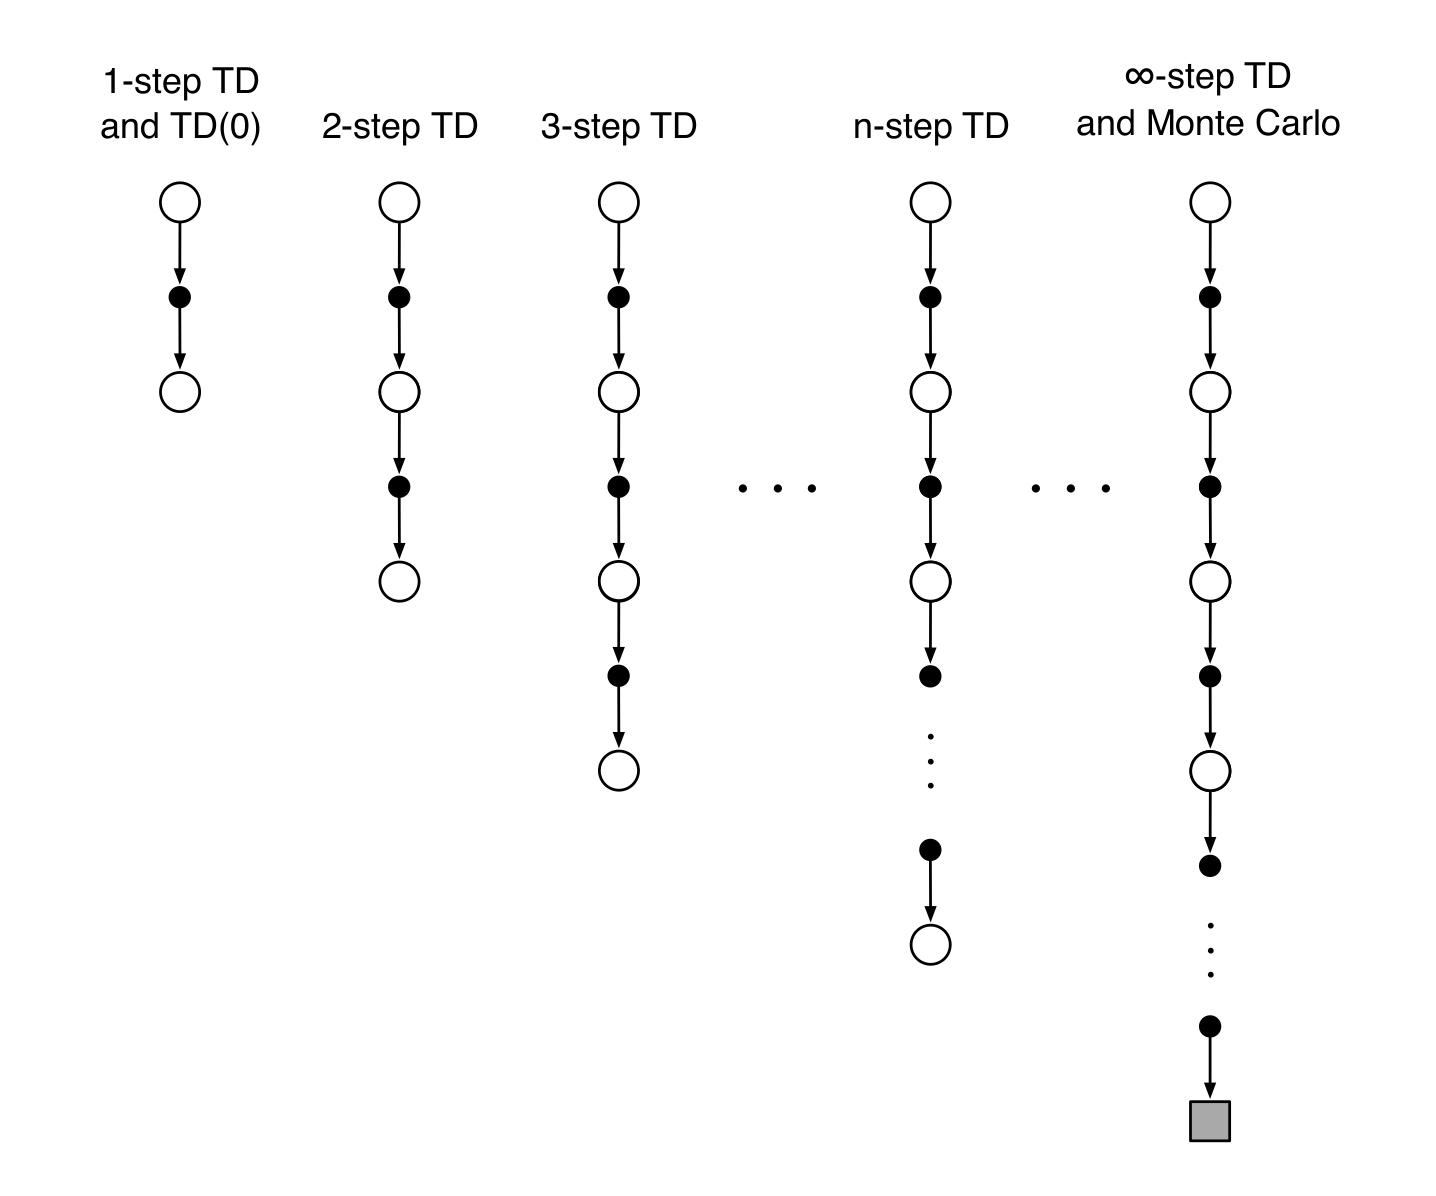 1-step TD
and TD(0)
2-step TD
3-step TD
n-step TD
∞-step TD
and Monte Carlo